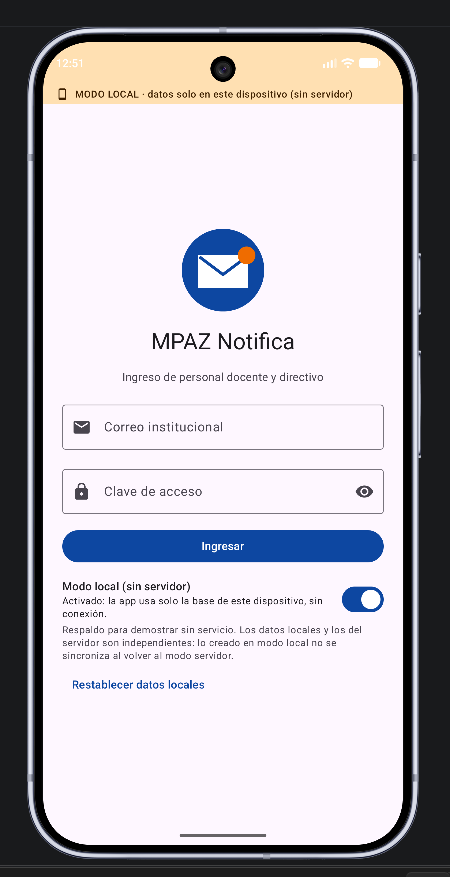 12:51
MODO LOCAL · datos solo en este dispositivo (sin servidor)
MPAZ Notifica
Ingreso de personal docente y directivo
Correo institucional
Clave de acceso
Ingresar
Modo local (sin servidor)
Activado: la app usa solo la base de este dispositivo, sin
conexión.
Respaldo para demostrar sin servicio. Los datos locales y los del
servidor son independientes: lo creado en modo local no se
sincroniza al volver al modo servidor.
Restablecer datos locales